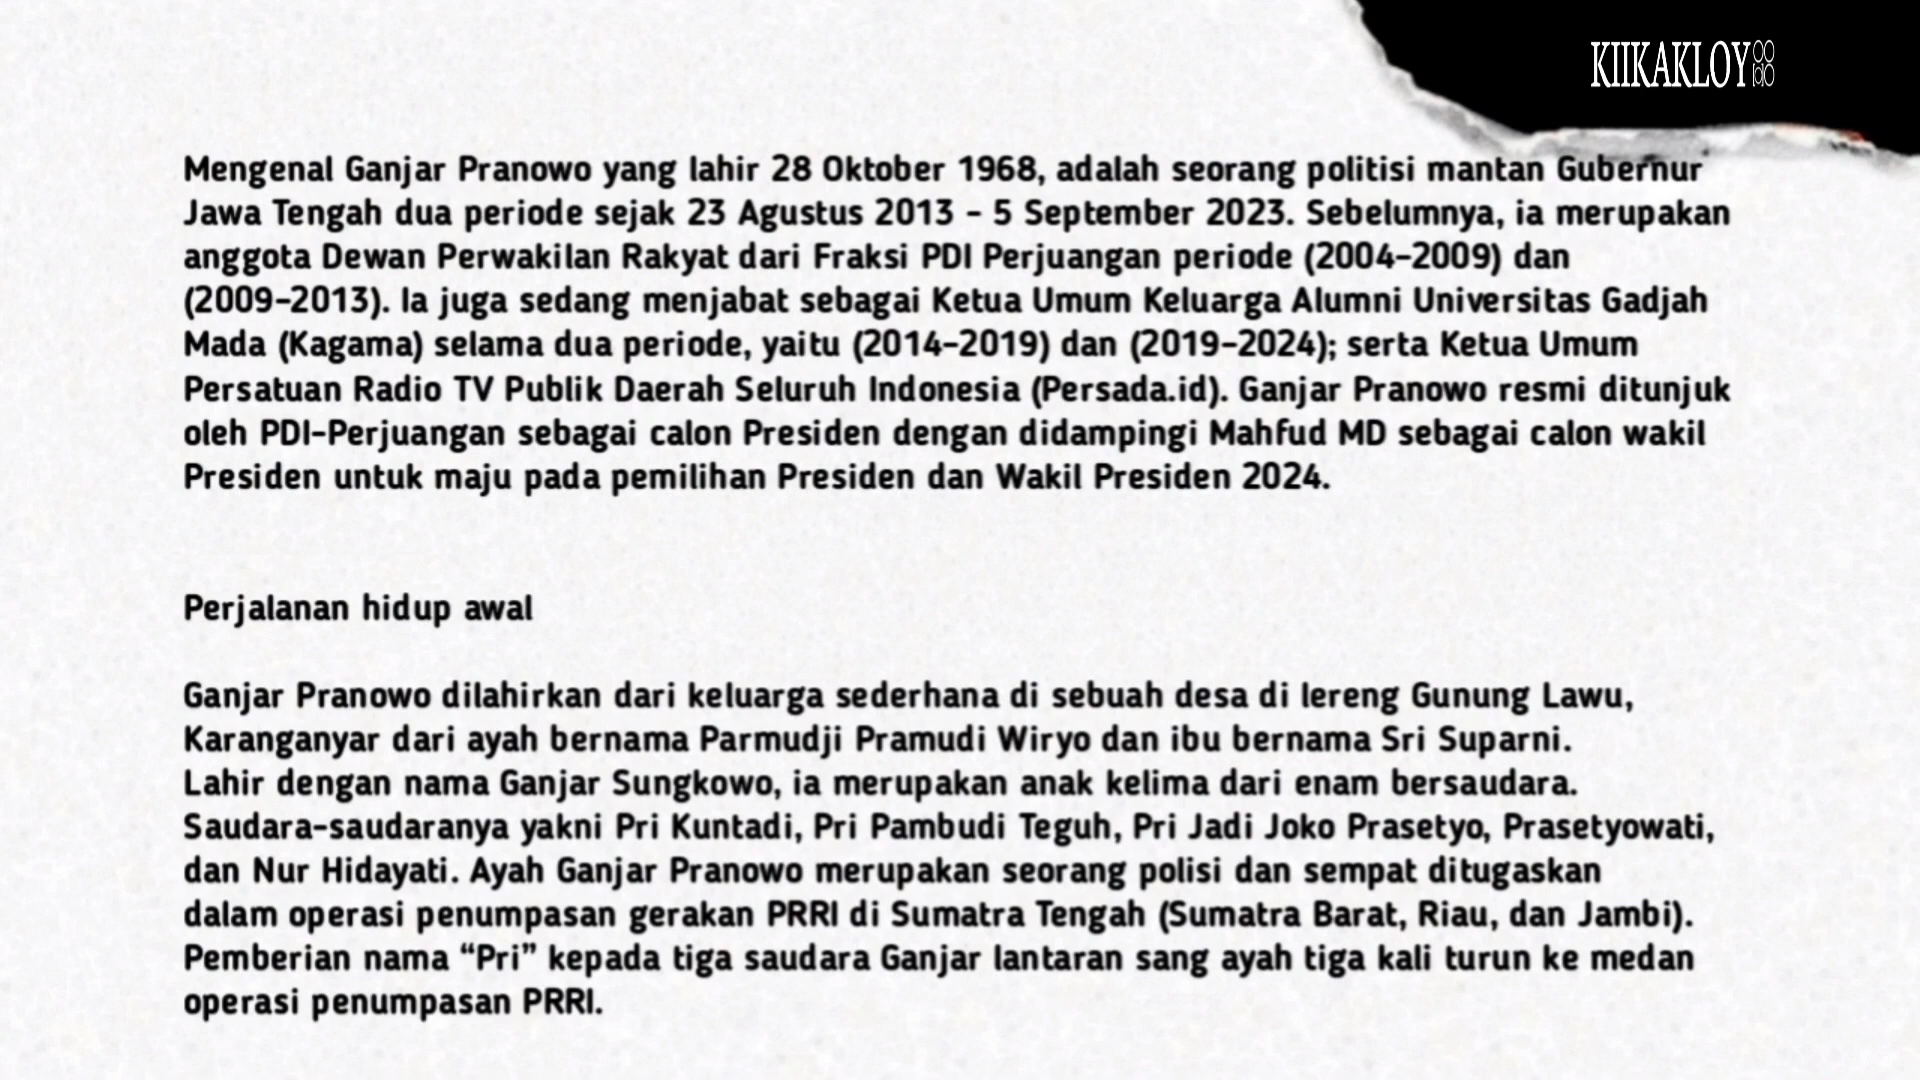 KIIKAKLOY
Mengenal Ganjar Pranowo yang lahir 28 Oktober 1968, adalah seorang politisi mantan Gubernur
Jawa Tengah dua periode sejak 23 Agustus 2013 – 5 September 2023. Sebelumnya, ia merupakan
anggota Dewan Perwakilan Rakyat dari Fraksi PDI Perjuangan periode (2004–2009) dan
(2009–2013). Ia juga sedang menjabat sebagai Ketua Umum Keluarga Alumni Universitas Gadjah
Mada (Kagama) selama dua periode, yaitu (2014–2019) dan (2019–2024); serta Ketua Umum
Persatuan Radio TV Publik Daerah Seluruh Indonesia (Persada.id). Ganjar Pranowo resmi ditunjuk
oleh PDI-Perjuangan sebagai calon Presiden dengan didampingi Mahfud MD sebagai calon wakil
Presiden untuk maju pada pemilihan Presiden dan Wakil Presiden 2024.
Perjalanan hidup awal
Ganjar Pranowo dilahirkan dari keluarga sederhana di sebuah desa di lereng Gunung Lawu,
Karanganyar dari ayah bernama Parmudji Pramudi Wiryo dan ibu bernama Sri Suparni.
Lahir dengan nama Ganjar Sungkowo, ia merupakan anak kelima dari enam bersaudara.
Saudara-saudaranya yakni Pri Kuntadi, Pri Pambudi Teguh, Pri Jadi Joko Prasetyo, Prasetyowati,
dan Nur Hidayati. Ayah Ganjar Pranowo merupakan seorang polisi dan sempat ditugaskan
dalam operasi penumpasan gerakan PRRI di Sumatra Tengah (Sumatra Barat, Riau, dan Jambi).
Pemberian nama “Pri” kepada tiga saudara Ganjar lantaran sang ayah tiga kali turun ke medan
operasi penumpasan PRRI.